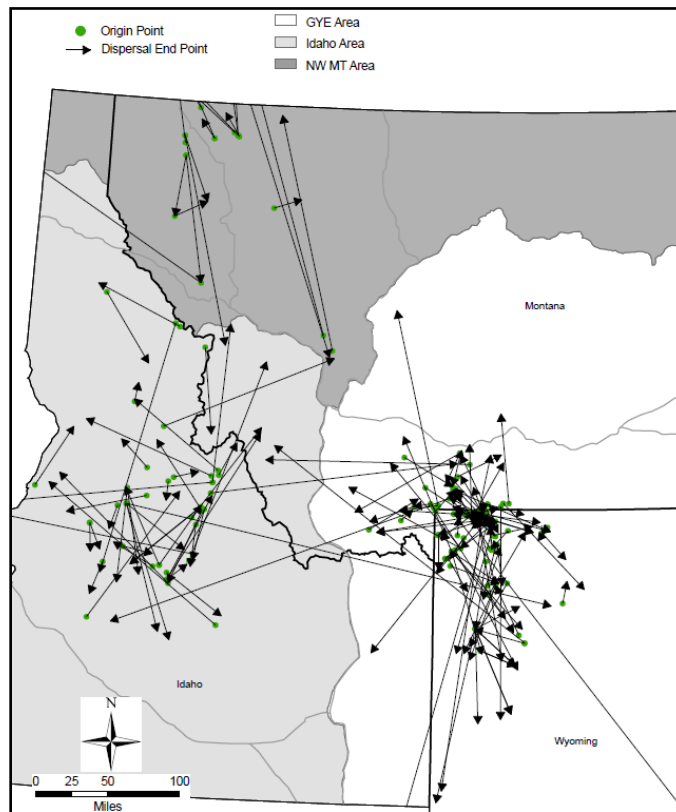 Origin Point
Dispersal End Point
GYE Area
Idaho Area
NW MT Area
Montana
Idaho
Wyoming
N
0 25 50 100
Miles